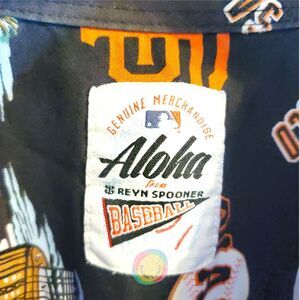 GENUINE MERCHANDISE
Aloha
from
REYN SPOONER
BASEBALL